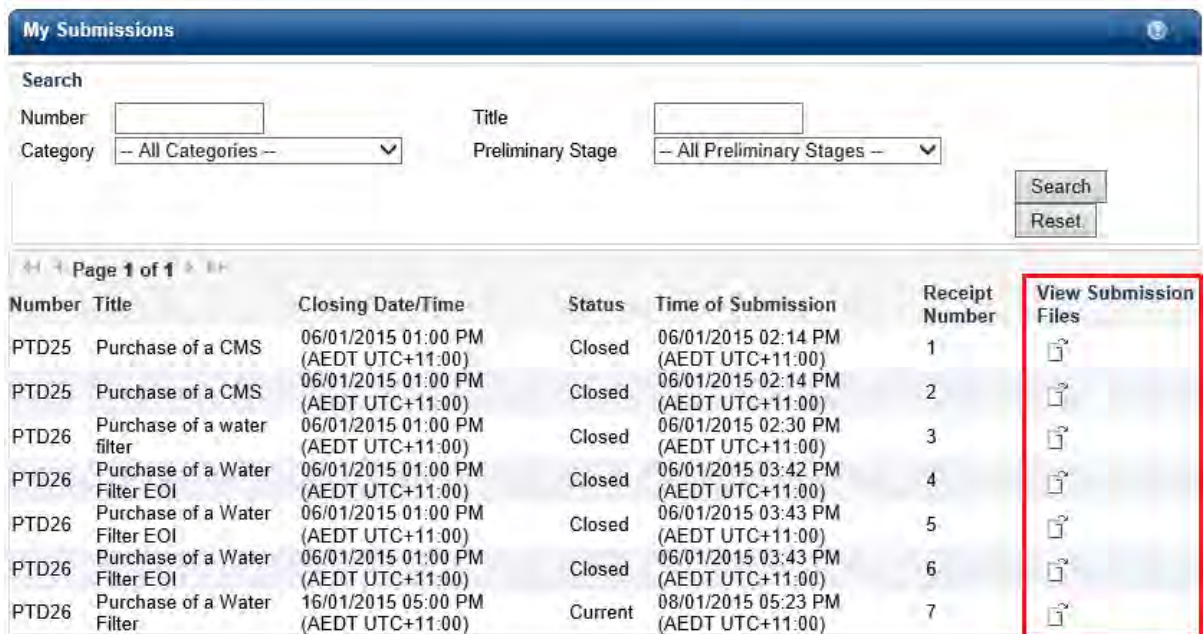 My Submissions
Search
Number Title
Category -- All Categories -- Preliminary Stage -- All Preliminary Stages --
Search
Reset
Page 1 of 1
Number Title Closing Date/Time Status Time of Submission Receipt Number View Submission Files
PTD25 Purchase of a CMS 06/01/2015 01:00 PM (AEDT UTC+11:00) Closed 06/01/2015 02:14 PM (AEDT UTC+11:00) 1
PTD25 Purchase of a CMS 06/01/2015 01:00 PM (AEDT UTC+11:00) Closed 06/01/2015 02:14 PM (AEDT UTC+11:00) 2
PTD26 Purchase of a water filter 06/01/2015 01:00 PM (AEDT UTC+11:00) Closed 06/01/2015 02:30 PM (AEDT UTC+11:00) 3
PTD26 Purchase of a Water Filter EOI 06/01/2015 01:00 PM (AEDT UTC+11:00) Closed 06/01/2015 03:42 PM (AEDT UTC+11:00) 4
PTD26 Purchase of a Water Filter EOI 06/01/2015 01:00 PM (AEDT UTC+11:00) Closed 06/01/2015 03:43 PM (AEDT UTC+11:00) 5
PTD26 Purchase of a Water Filter EOI 06/01/2015 01:00 PM (AEDT UTC+11:00) Closed 06/01/2015 03:43 PM (AEDT UTC+11:00) 6
PTD26 Purchase of a Water Filter 16/01/2015 05:00 PM (AEDT UTC+11:00) Current 08/01/2015 05:23 PM (AEDT UTC+11:00) 7